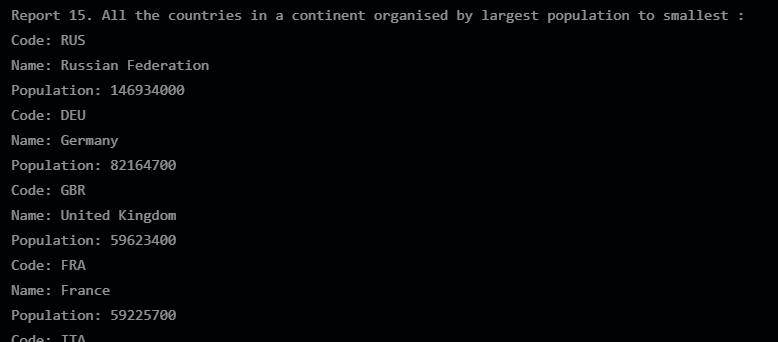 Report 15. All the countries in a continent organised by largest population to smallest :
Code: RUS
Name: Russian Federation
Population: 146934000
Code: DEU
Name: Germany
Population: 82164700
Code: GBR
Name: United Kingdom
Population: 59623400
Code: FRA
Name: France
Population: 59225700
Code: ITA